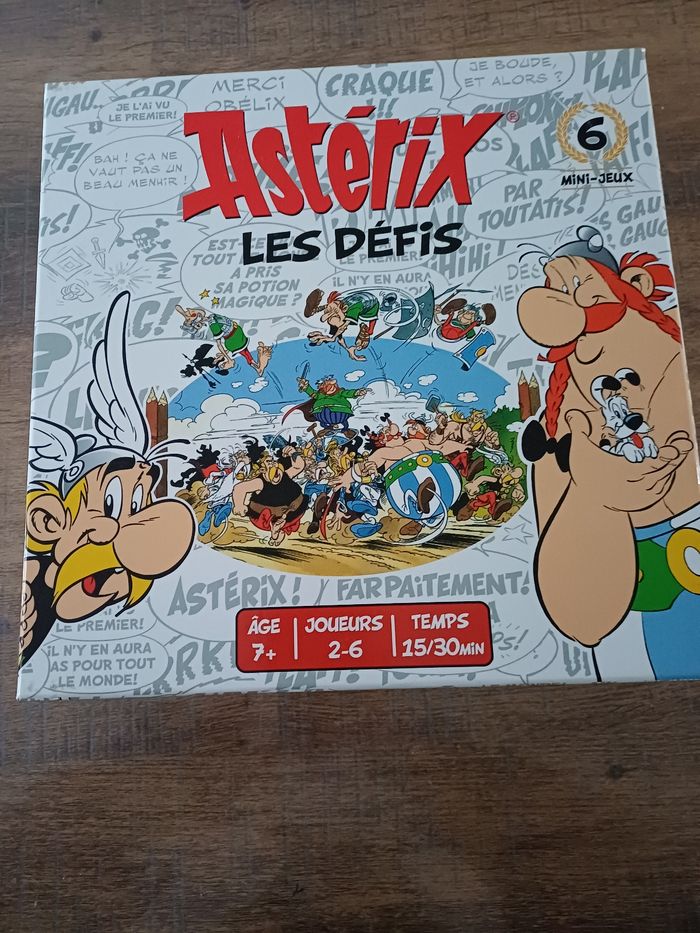 MERCI
OBÉLIX
CRAQUE
!!!
JE BOUDE,
ET ALORS ?
PLAF
JE L'AI VU
LE PREMIER!
BAH ! ÇA NE
VAUT PAS UN
BEAU MENHIR !
Astérix®
LES DÉFIS
6
MINI-JEUX
PAR
TOUTATIS!
TOUT
A PRIS
SA POTION
MAGIQUE ?
LE PREMIER!
IL N'Y EN AURA
HiHi
ASTÉRIX !
FARPAITEMENT!
LE PREMIER!
IL N'Y EN AURA
AS POUR TOUT
LE MONDE!
ÂGE
7+
JOUEURS
2-6
TEMPS
15/30MIN